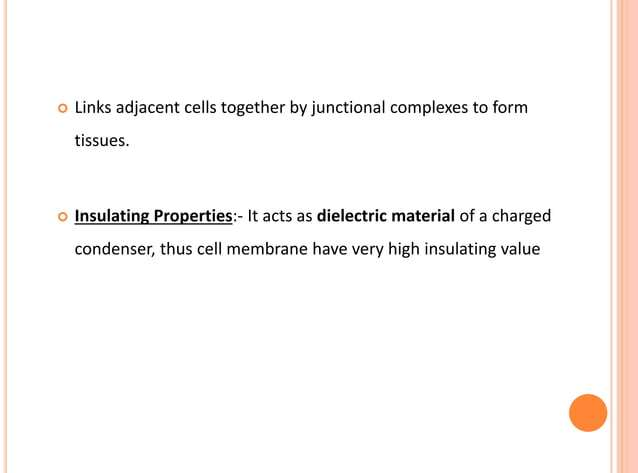 Links adjacent cells together by junctional complexes to form
tissues.
Insulating Properties:- It acts as dielectric material of a charged
condenser, thus cell membrane have very high insulating value